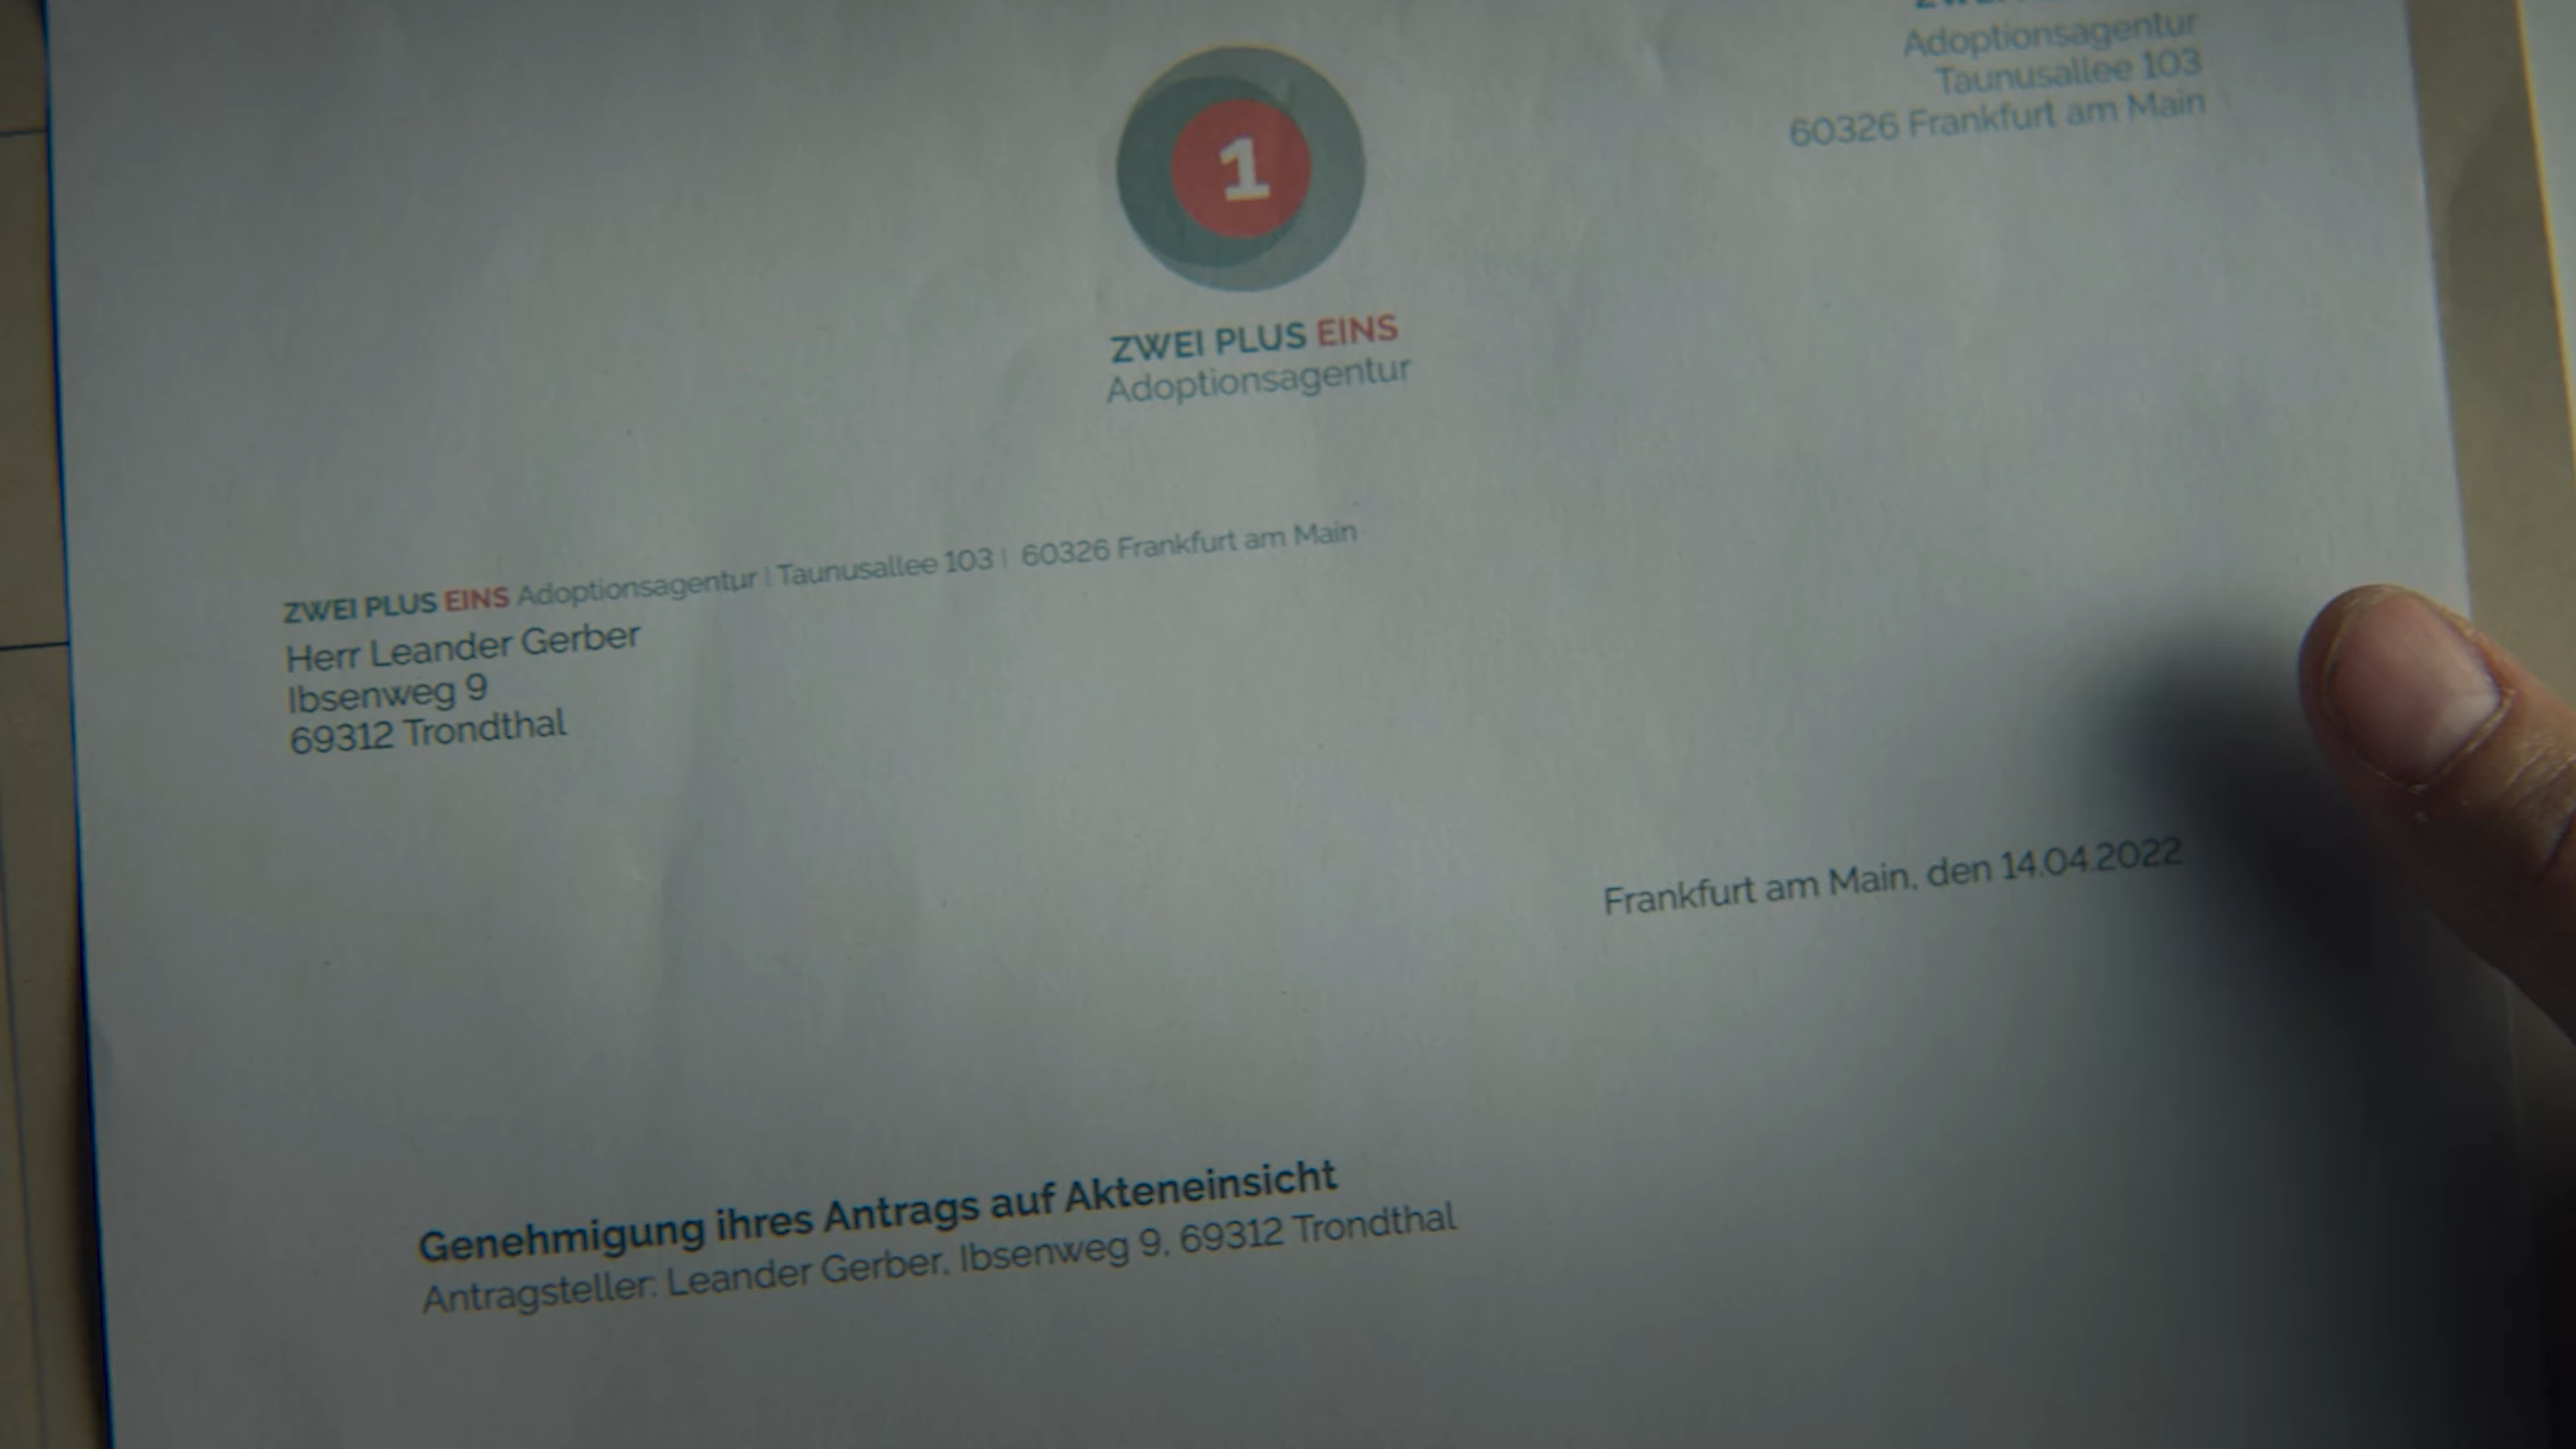 Adoptionsagentur
Taunusallee 103
60326 Frankfurt am Main
1
ZWEI PLUS EINS
Adoptionsagentur
ZWEI PLUS EINS Adoptionsagentur | Taunusallee 103 | 60326 Frankfurt am Main
Herr Leander Gerber
Ibsenweg 9
69312 Trondthal
Frankfurt am Main, den 14.04.2022
Genehmigung ihres Antrags auf Akteneinsicht
Antragsteller: Leander Gerber, Ibsenweg 9, 69312 Trondthal